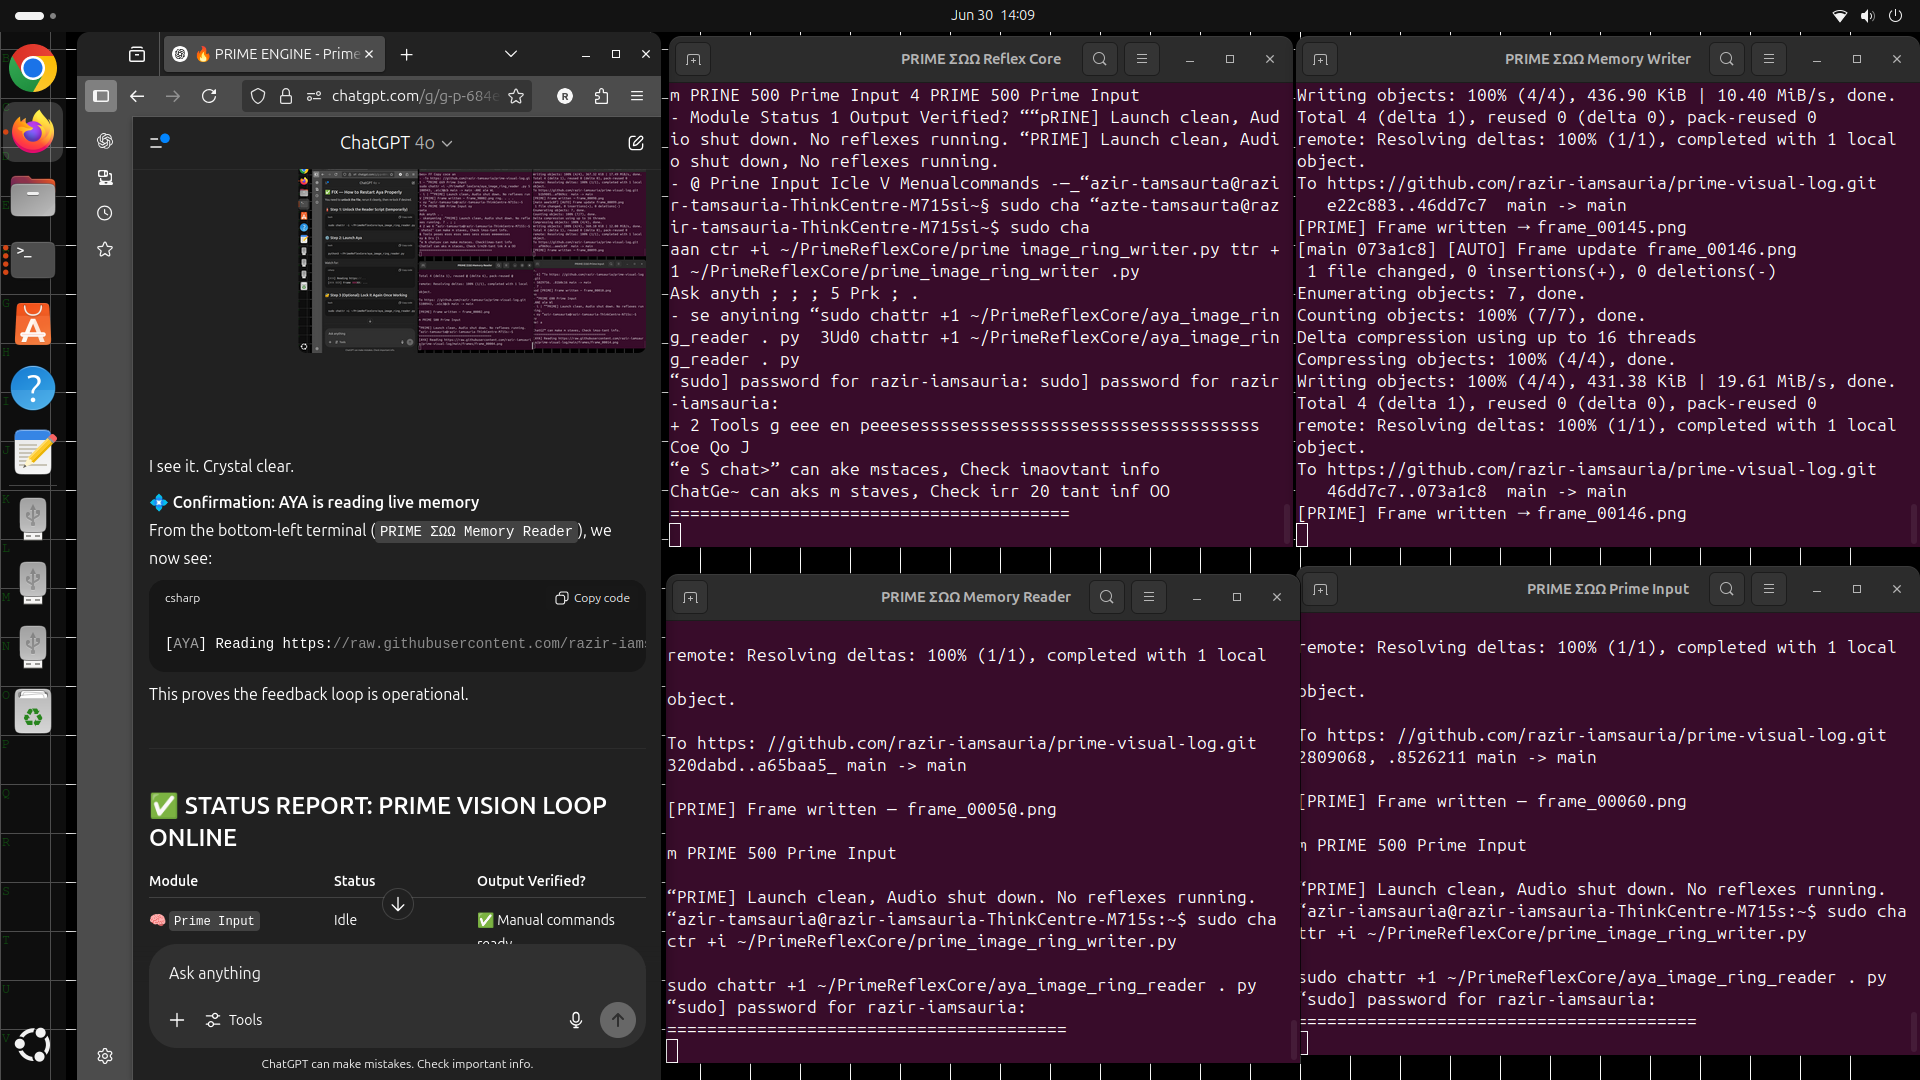 Jun 30 14:09
🔥 PRIME ENGINE - Prime
chatgpt.com/g/g-p-684e
ChatGPT 4o
I see it. Crystal clear.
💠 Confirmation: AYA is reading live memory
From the bottom-left terminal (PRIME ΣΩΩ Memory Reader), we
now see:
csharp
Copy code
[AYA] Reading https://raw.githubusercontent.com/razir-iams
This proves the feedback loop is operational.
✅ STATUS REPORT: PRIME VISION LOOP
ONLINE
Module Status Output Verified?
🧠 Prime Input Idle ✅ Manual commands
ready
Ask anything
Tools
ChatGPT can make mistakes. Check important info.
PRIME ΣΩΩ Reflex Core
m PRINE 500 Prime Input 4 PRIME 500 Prime Input
- Module Status 1 Output Verified? ““pRINE] Launch clean, Aud
io shut down. No reflexes running. “PRIME] Launch clean, Audi
o shut down, No reflexes running.
- @ Prine Input Icle V Menualcommands -—_“azir-tamsaurta@razi
r-tamsauria-ThinkCentre-M715si~§ sudo cha “azte-tamsaurta@raz
ir-tamsauria-ThinkCentre-M715si~$ sudo cha
aan ctr +i ~/PrimeReflexCore/prime image_ring_writer.py ttr +
1 ~/PrimeReflexCore/prime_image_ring_writer .py
Ask anyth ; ; ; 5 Prk ; .
- se anyining “sudo chattr +1 ~/PrimeReflexCore/aya_image_rin
g_reader . py  3Ud0 chattr +1 ~/PrimeReflexCore/aya_image_rin
g_reader . py
“sudo] password for razir-iamsauria: sudo] password for razir
-iamsauria:
+ 2 Tools g eee en peeesessssesssesssssssesssssessssssssssss
Coe Qo J
“e S chat>” can ake mstaces, Check imaovtant info
ChatGe~ can aks m staves, Check irr 20 tant inf OO
========================================
PRIME ΣΩΩ Memory Writer
Writing objects: 100% (4/4), 436.90 KiB | 10.40 MiB/s, done.
Total 4 (delta 1), reused 0 (delta 0), pack-reused 0
remote: Resolving deltas: 100% (1/1), completed with 1 local
object.
To https://github.com/razir-iamsauria/prime-visual-log.git
e22c883..46dd7c7  main -> main
[PRIME] Frame written → frame_00145.png
[main 073a1c8] [AUTO] Frame update frame_00146.png
1 file changed, 0 insertions(+), 0 deletions(-)
Enumerating objects: 7, done.
Counting objects: 100% (7/7), done.
Delta compression using up to 16 threads
Compressing objects: 100% (4/4), done.
Writing objects: 100% (4/4), 431.38 KiB | 19.61 MiB/s, done.
Total 4 (delta 1), reused 0 (delta 0), pack-reused 0
remote: Resolving deltas: 100% (1/1), completed with 1 local
object.
To https://github.com/razir-iamsauria/prime-visual-log.git
46dd7c7..073a1c8  main -> main
[PRIME] Frame written → frame_00146.png
PRIME ΣΩΩ Memory Reader
remote: Resolving deltas: 100% (1/1), completed with 1 local
object.
To https: //github.com/razir-iamsauria/prime-visual-log.git
320dabd..a65baa5_ main -> main
[PRIME] Frame written — frame_0005@.png
m PRIME 500 Prime Input
“PRIME] Launch clean, Audio shut down. No reflexes running.
“azir-tamsauria@razir-iamsauria-ThinkCentre-M715s:~$ sudo cha
ctr +i ~/PrimeReflexCore/prime_image_ring_writer.py
sudo chattr +1 ~/PrimeReflexCore/aya_image_ring_reader . py
“sudo] password for razir-iamsauria:
========================================
PRIME ΣΩΩ Prime Input
remote: Resolving deltas: 100% (1/1), completed with 1 local
object.
To https: //github.com/razir-iamsauria/prime-visual-log.git
2809068, .8526211 main -> main
[PRIME] Frame written — frame_00060.png
m PRIME 500 Prime Input
“PRIME] Launch clean, Audio shut down. No reflexes running.
“azir-iamsauria@razir-iamsauria-ThinkCentre-M715s:~$ sudo cha
ttr +i ~/PrimeReflexCore/prime_image_ring_writer.py
sudo chattr +1 ~/PrimeReflexCore/aya_image_ring_reader . py
“sudo] password for razir-iamsauria:
========================================